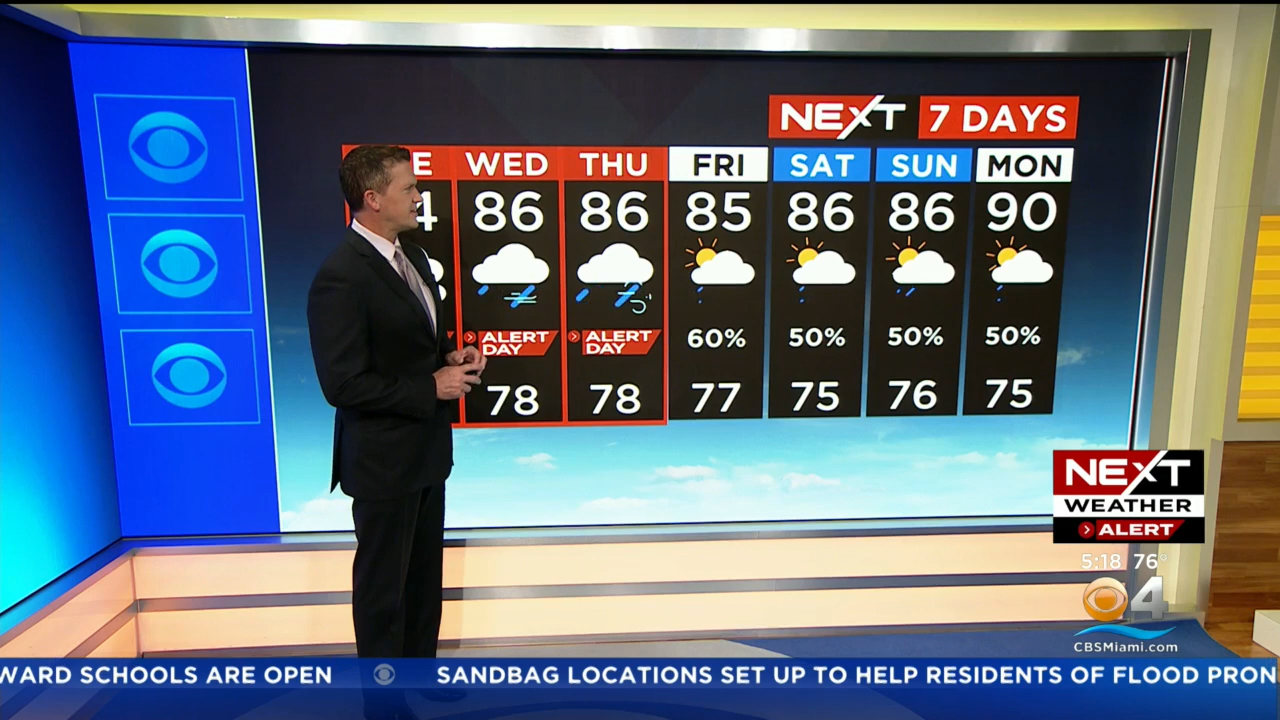 NEXT 7 DAYS
E WED THU FRI SAT SUN MON
4 86 86 85 86 86 90
ALERT DAY ALERT DAY 60% 50% 50% 50%
78 78 77 75 76 75
NEXT
WEATHER
ALERT
5:18 76°
4
CBSMiami.com
WARD SCHOOLS ARE OPEN SANDBAG LOCATIONS SET UP TO HELP RESIDENTS OF FLOOD PRON